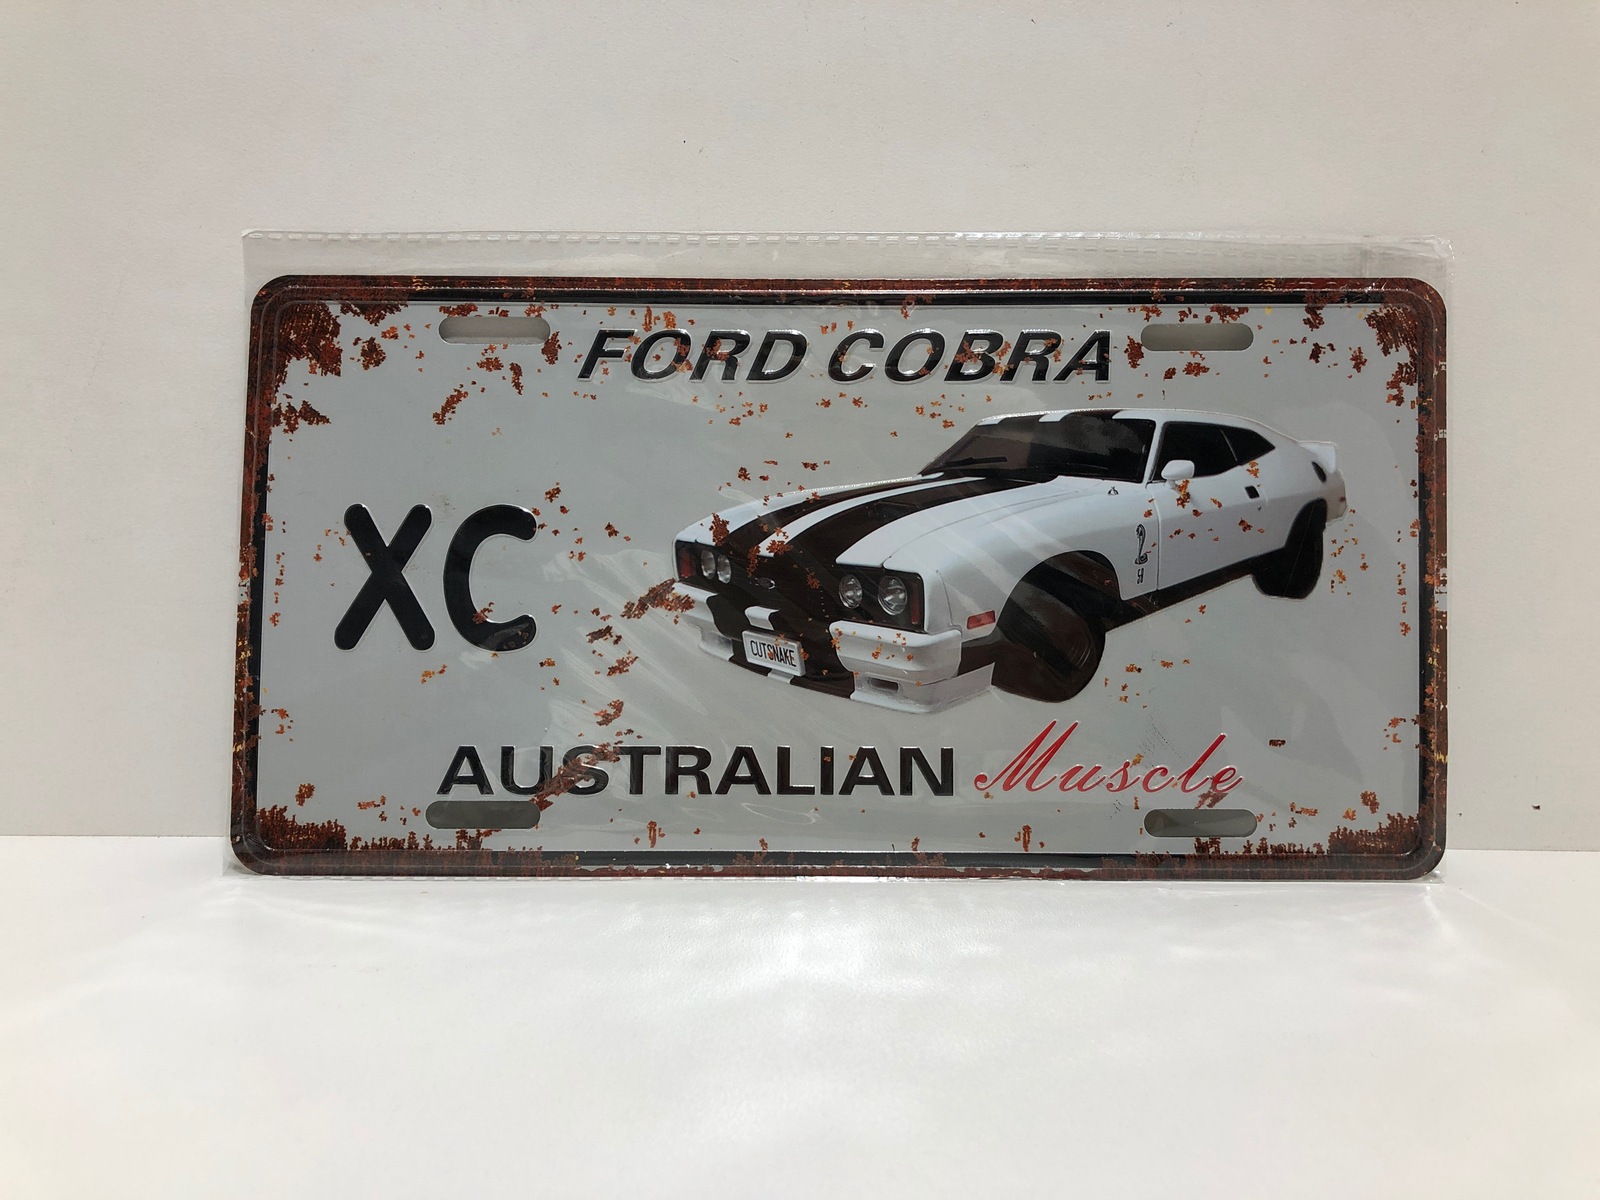 FORD COBRA
XC
CUTSNAKE
AUSTRALIAN Muscle